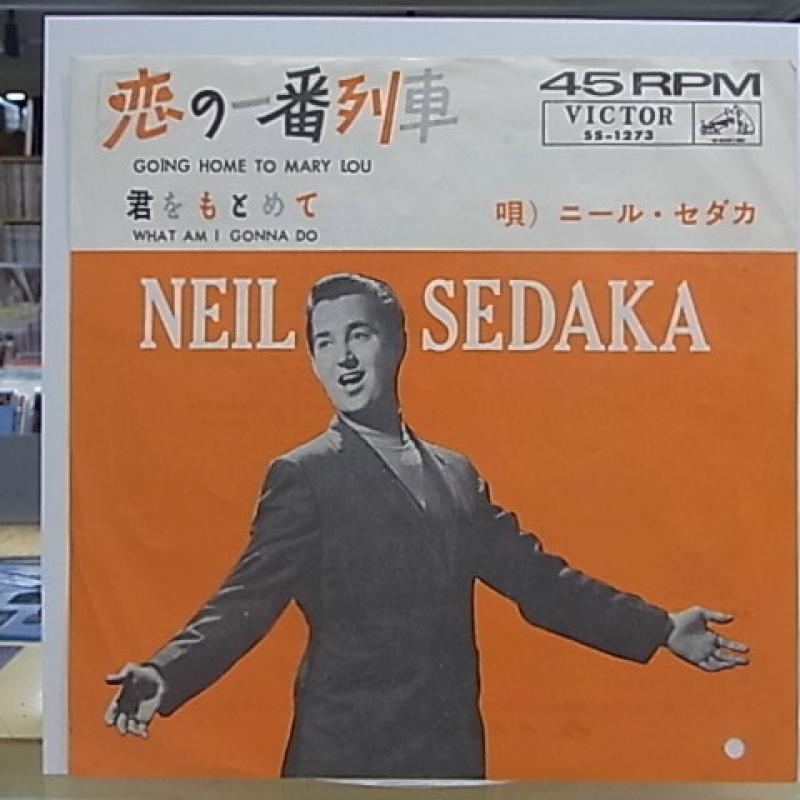 恋の一番列車
GOING HOME TO MARY LOU
君をもとめて
WHAT AM I GONNA DO
45 RPM
VICTOR
SS-1273
唄）ニール・セダカ
NEIL SEDAKA